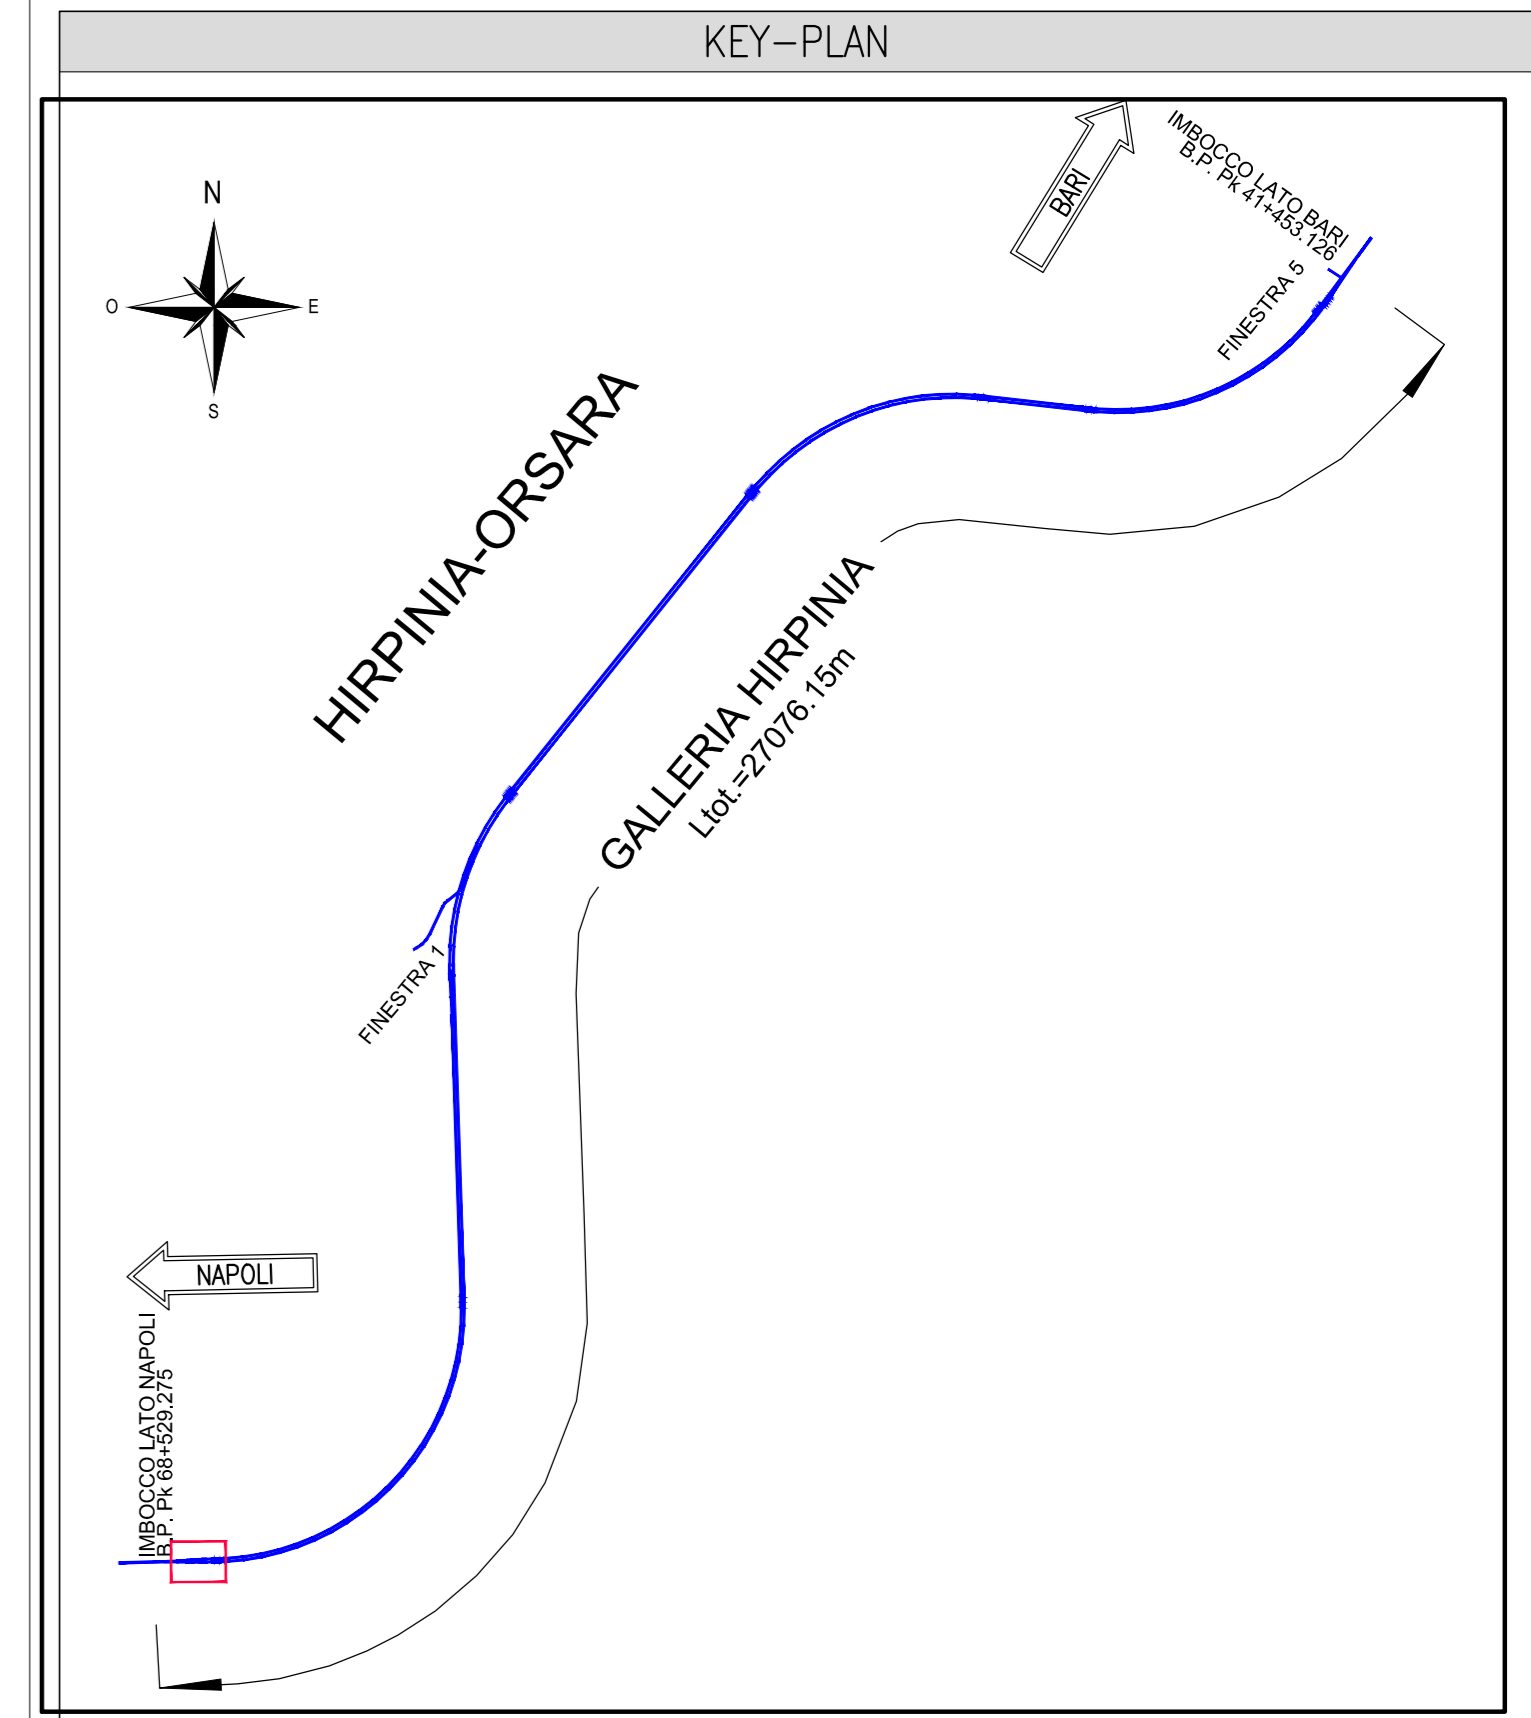 KEY-PLAN
BARI
IMBOCCO LATO BARI
B.P. Pk 41+453.126
FINESTRA 5
N
O
E
S
HIRPINIA-ORSARA
GALLERIA HIRPINIA
Ltot.=27076.15m
FINESTRA 1
NAPOLI
IMBOCCO LATO NAPOLI
B.P. Pk 68+529.275